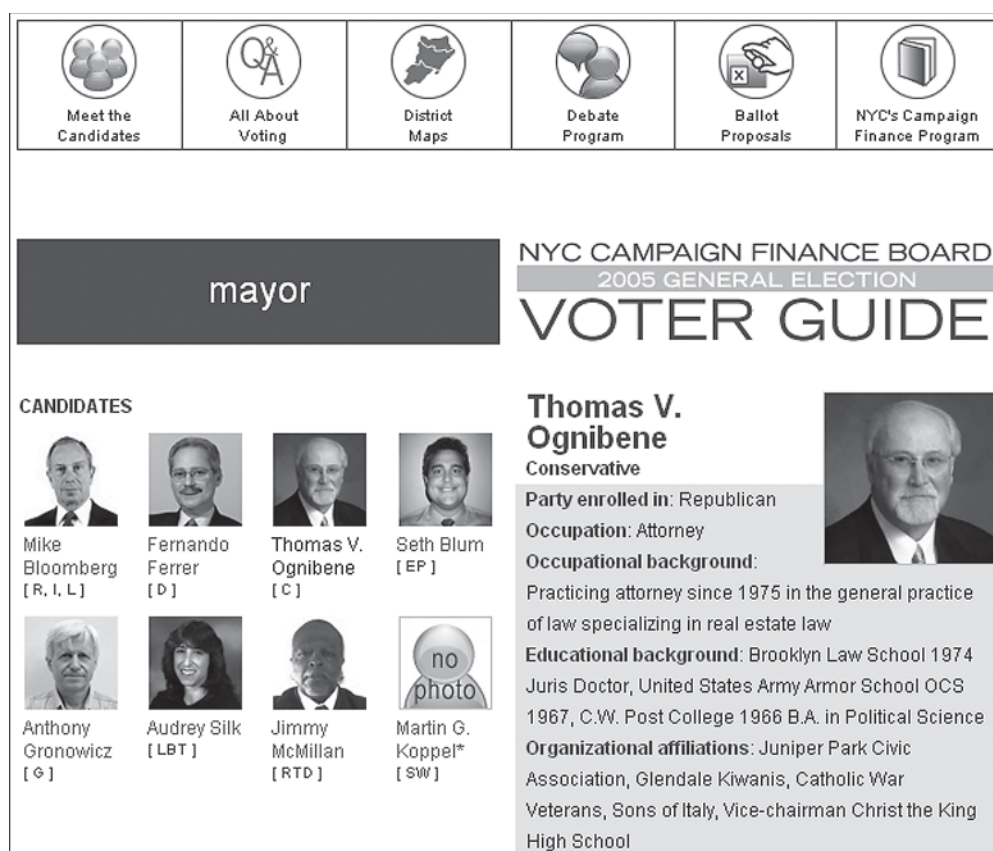 Meet the
Candidates
Q&A
All About
Voting
District
Maps
Debate
Program
X
Ballot
Proposals
NYC's Campaign
Finance Program
mayor
NYC CAMPAIGN FINANCE BOARD
2005 GENERAL ELECTION
VOTER GUIDE
CANDIDATES
Mike
Bloomberg
[ R, I, L ]
Fernando
Ferrer
[ D ]
Thomas V.
Ognibene
[ C ]
Seth Blum
[ EP ]
Anthony
Gronowicz
[ G ]
Audrey Silk
[ LBT ]
Jimmy
McMillan
[ RTD ]
no
photo
Martin G.
Koppel*
[ SW ]
Thomas V.
Ognibene
Conservative
Party enrolled in: Republican
Occupation: Attorney
Occupational background:
Practicing attorney since 1975 in the general practice
of law specializing in real estate law
Educational background: Brooklyn Law School 1974
Juris Doctor, United States Army Armor School OCS
1967, C.W. Post College 1966 B.A. in Political Science
Organizational affiliations: Juniper Park Civic
Association, Glendale Kiwanis, Catholic War
Veterans, Sons of Italy, Vice-chairman Christ the King
High School